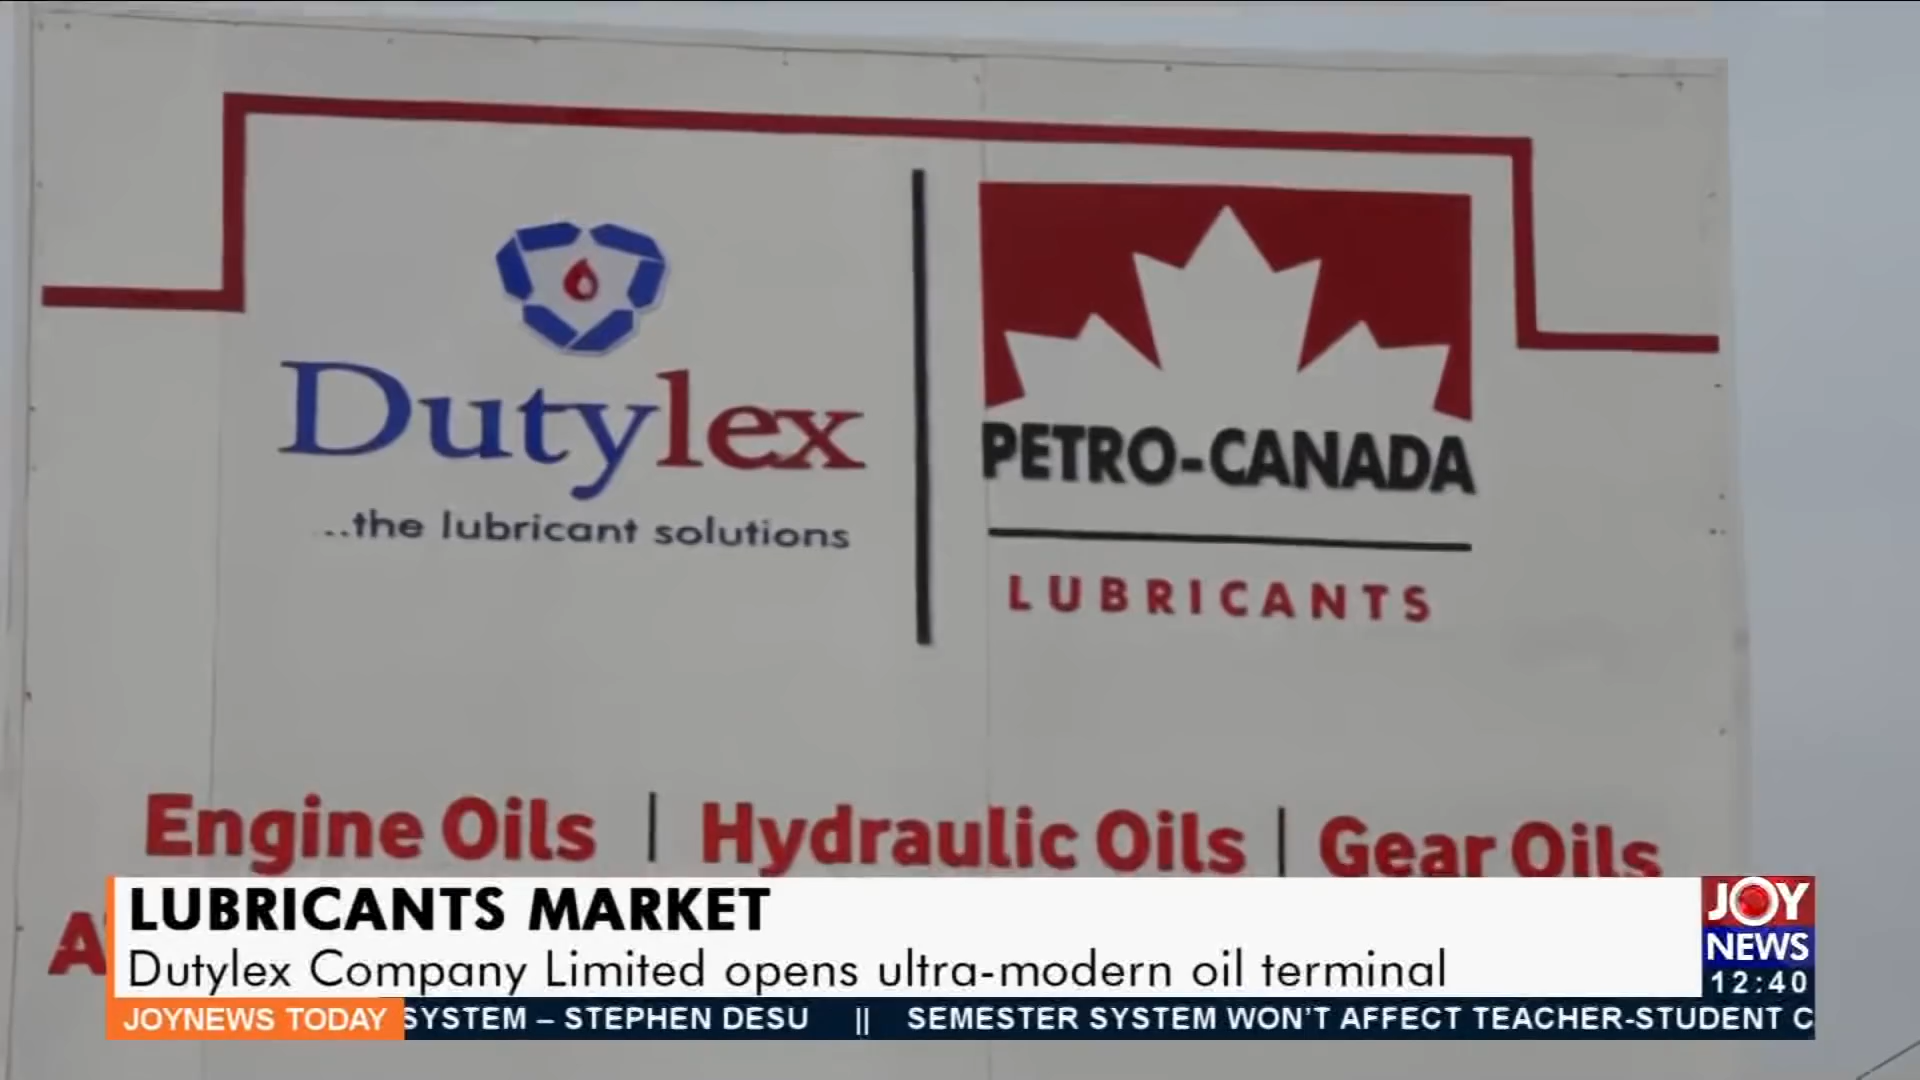 Dutylex
...the lubricant solutions
PETRO-CANADA
LUBRICANTS
Engine Oils | Hydraulic Oils | Gear Oils
LUBRICANTS MARKET
Dutylex Company Limited opens ultra-modern oil terminal
JOY
NEWS
12:40
JOYNEWS TODAY
SYSTEM – STEPHEN DESU || SEMESTER SYSTEM WON'T AFFECT TEACHER-STUDENT C